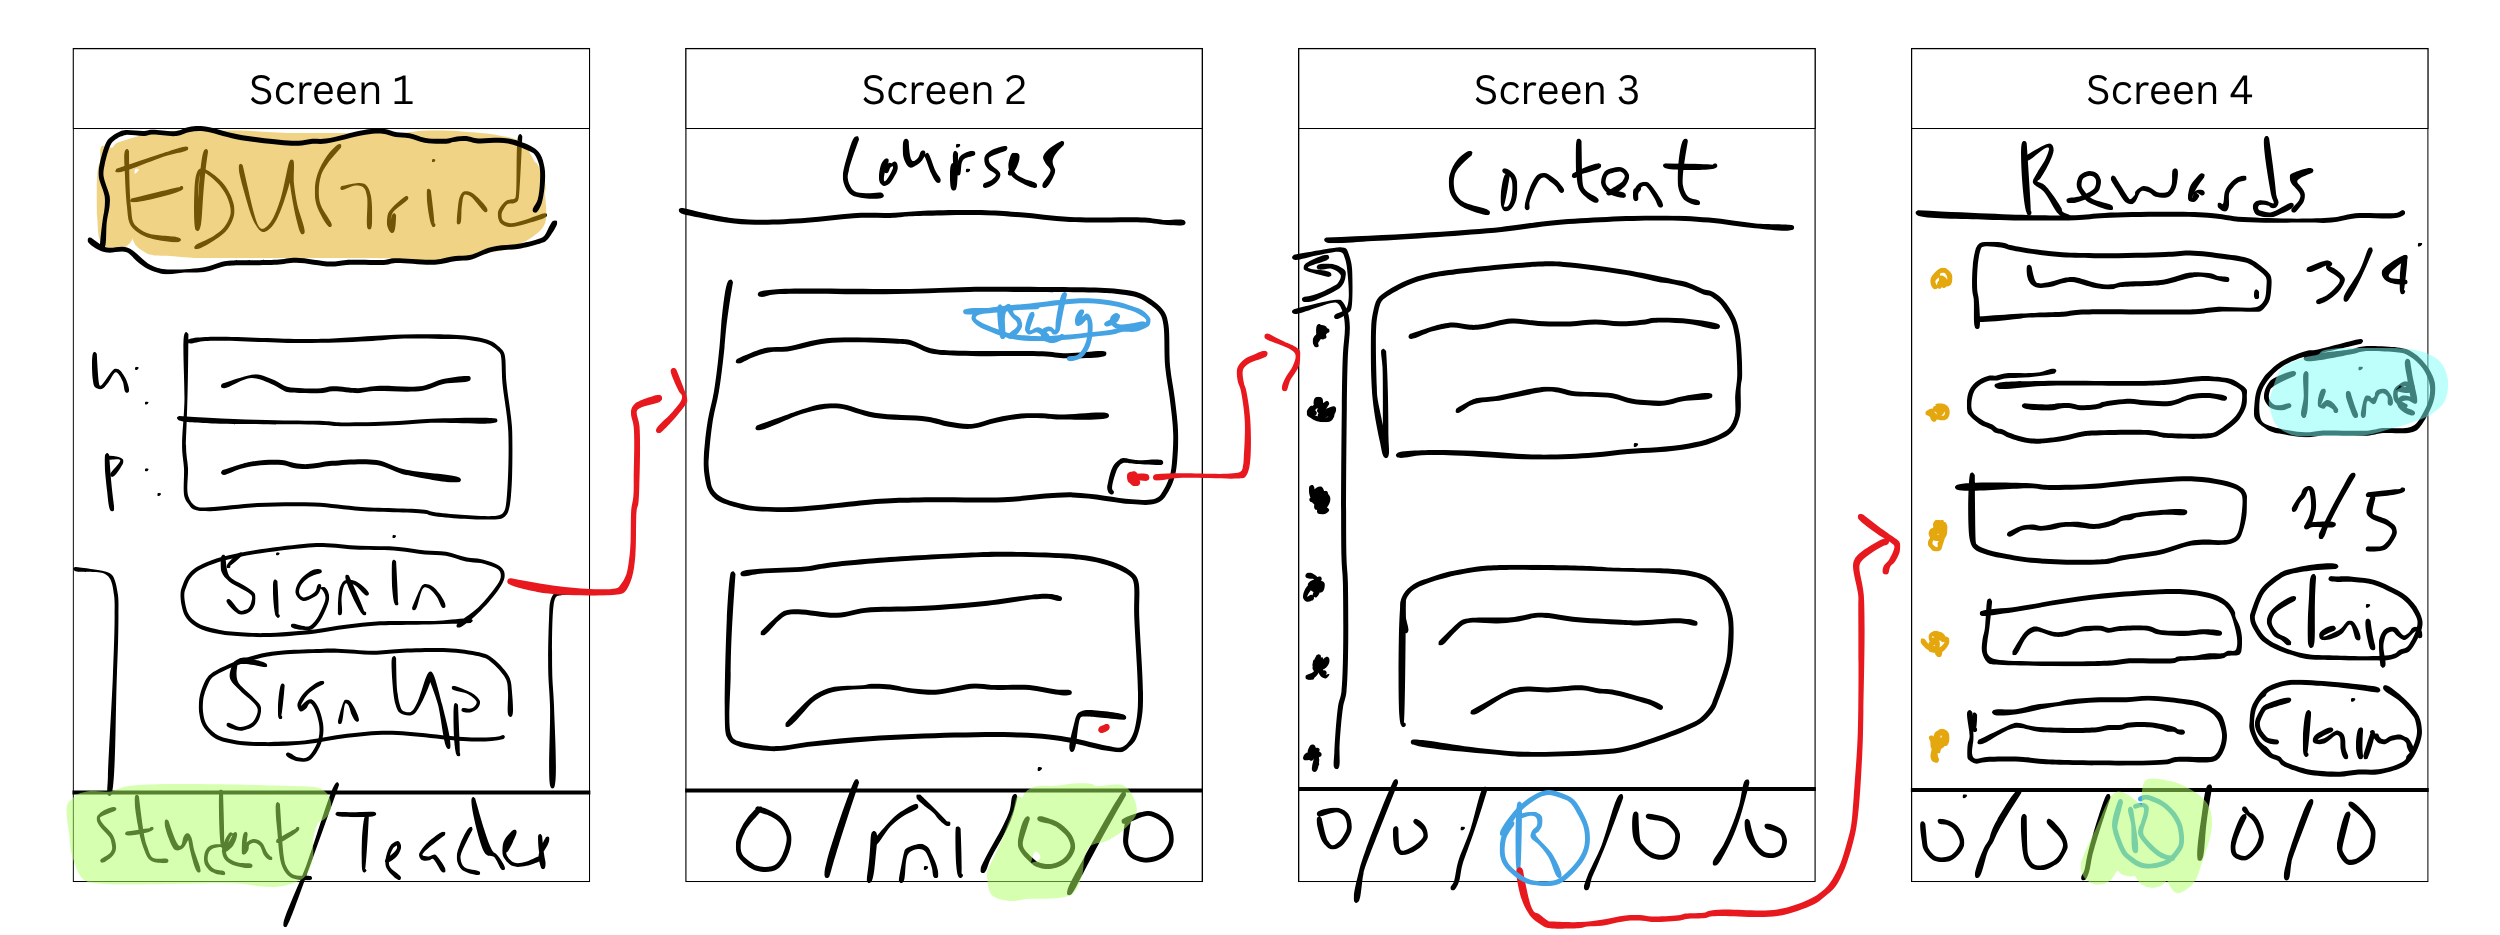 Screen 1
Screen 2
Screen 3
Screen 4
EDUGrind
N:
P:
Sign In
Sign Up
Student / Teacher
Courses
Content
Rewards
3/4
Claimed
2/5
Claim
Claim
R
R